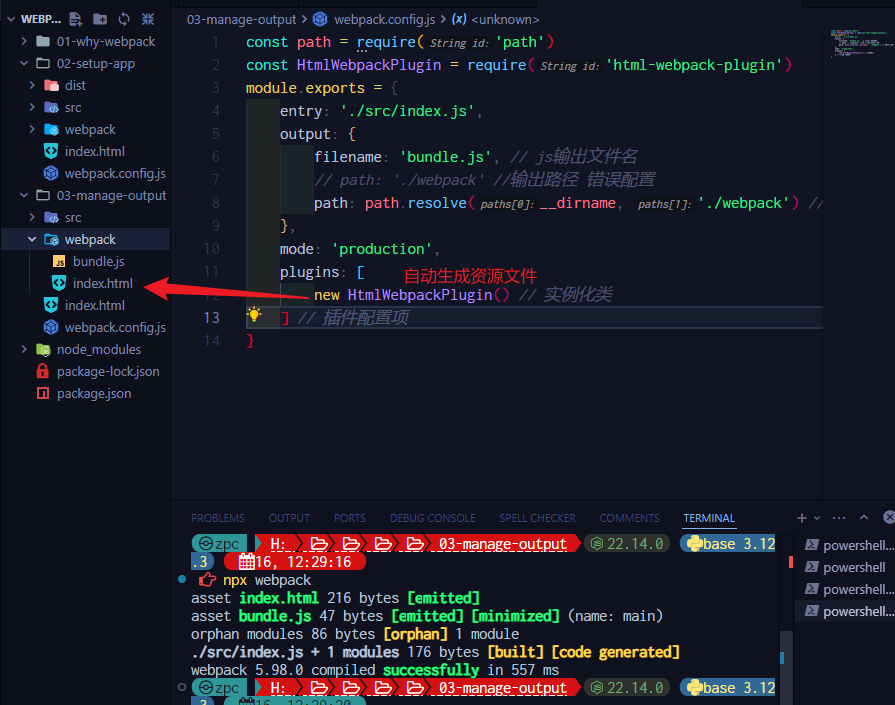 WEBP...
01-why-webpack
02-setup-app
dist
src
webpack
index.html
webpack.config.js
03-manage-output
src
webpack
JS bundle.js
index.html
index.html
webpack.config.js
node_modules
package-lock.json
package.json
03-manage-output > webpack.config.js > (x) <unknown>
1 const path = require( String id: 'path')
2 const HtmlWebpackPlugin = require( String id: 'html-webpack-plugin')
3 module.exports = {
4 entry: './src/index.js',
5 output: {
6 filename: 'bundle.js', // js输出文件名
7 // path: './webpack' //输出路径 错误配置
8 path: path.resolve( paths[0]: __dirname, paths[1]: './webpack') //
9 },
10 mode: 'production',
11 plugins: [ 自动生成资源文件
12 new HtmlWebpackPlugin() // 实例化类
13 ] // 插件配置项
14 }
PROBLEMS OUTPUT PORTS DEBUG CONSOLE SPELL CHECKER COMMENTS TERMINAL
zpc H: 03-manage-output 22.14.0 base 3.12
.3 16, 12:29:16
npx webpack
asset index.html 216 bytes [emitted]
asset bundle.js 47 bytes [emitted] [minimized] (name: main)
orphan modules 86 bytes [orphan] 1 module
./src/index.js + 1 modules 176 bytes [built] [code generated]
webpack 5.98.0 compiled successfully in 557 ms
zpc H: 03-manage-output 22.14.0 base 3.12
powershell...
powershell
powershell...
powershell...